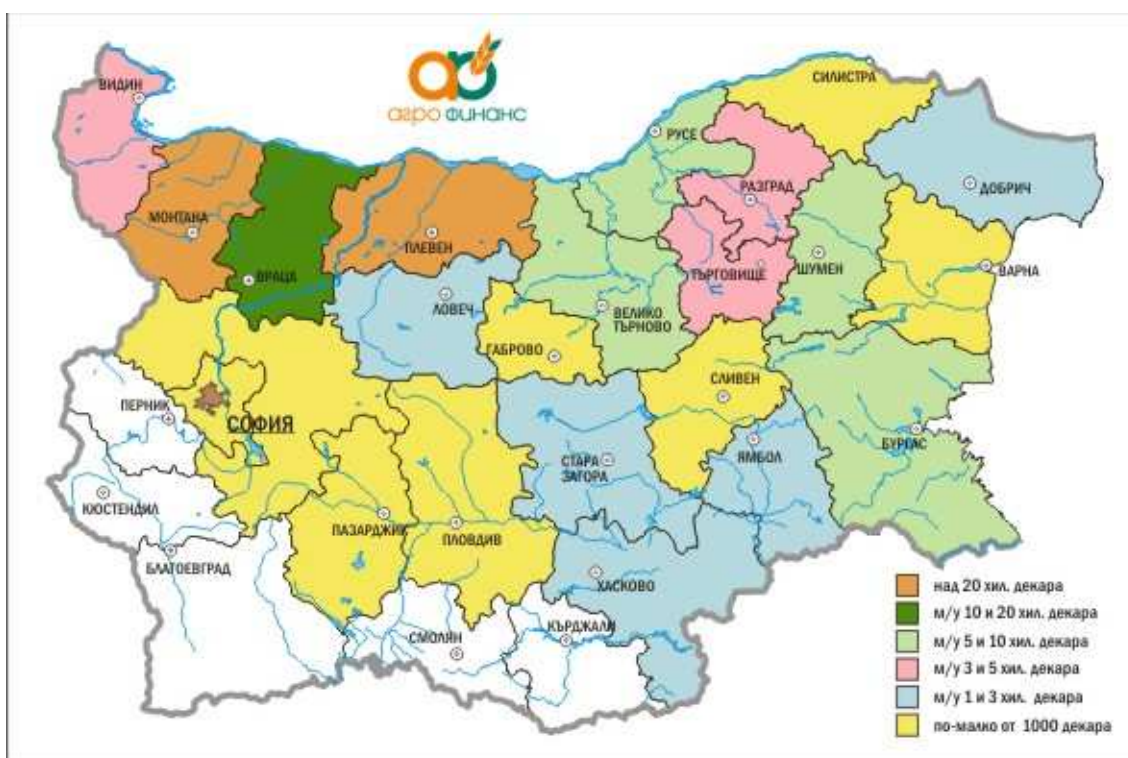 агро финанс
ВИДИН
СИЛИСТРА
РУСЕ
ДОБРИЧ
РАЗГРАД
МОНТАНА
ПЛЕВЕН
ВРАЦА
ЛОВЕЧ
ТЪРГОВИЩЕ
ШУМЕН
ВАРНА
ВЕЛИКО
ТЪРНОВО
ГАБРОВО
СЛИВЕН
ПЕРНИК
СОФИЯ
БУРГАС
ЯМБОЛ
СТАРА
ЗАГОРА
КЮСТЕНДИЛ
ПАЗАРДЖИК
ПЛОВДИВ
БЛАГОЕВГРАД
ХАСКОВО
СМОЛЯН
КЪРДЖАЛИ
над 20 хил. декара
м/у 10 и 20 хил. декара
м/у 5 и 10 хил. декара
м/у 3 и 5 хил. декара
м/у 1 и 3 хил. декара
по-малко от 1000 декара